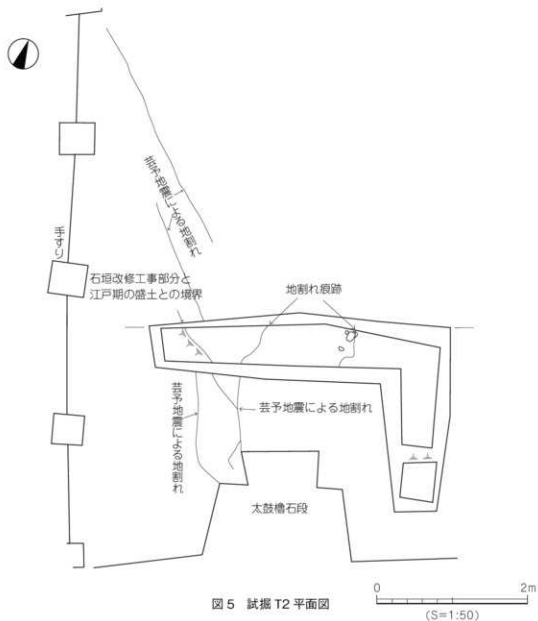 芸予地震による地割れ
手すり
石垣改修工事部分と
江戸期の盛土との境界
地割れ痕跡
芸予地震による地割れ
芸予地震による地割れ
太鼓櫓石段
図5 試掘 T2 平面図
0 2m
(S=1:50)